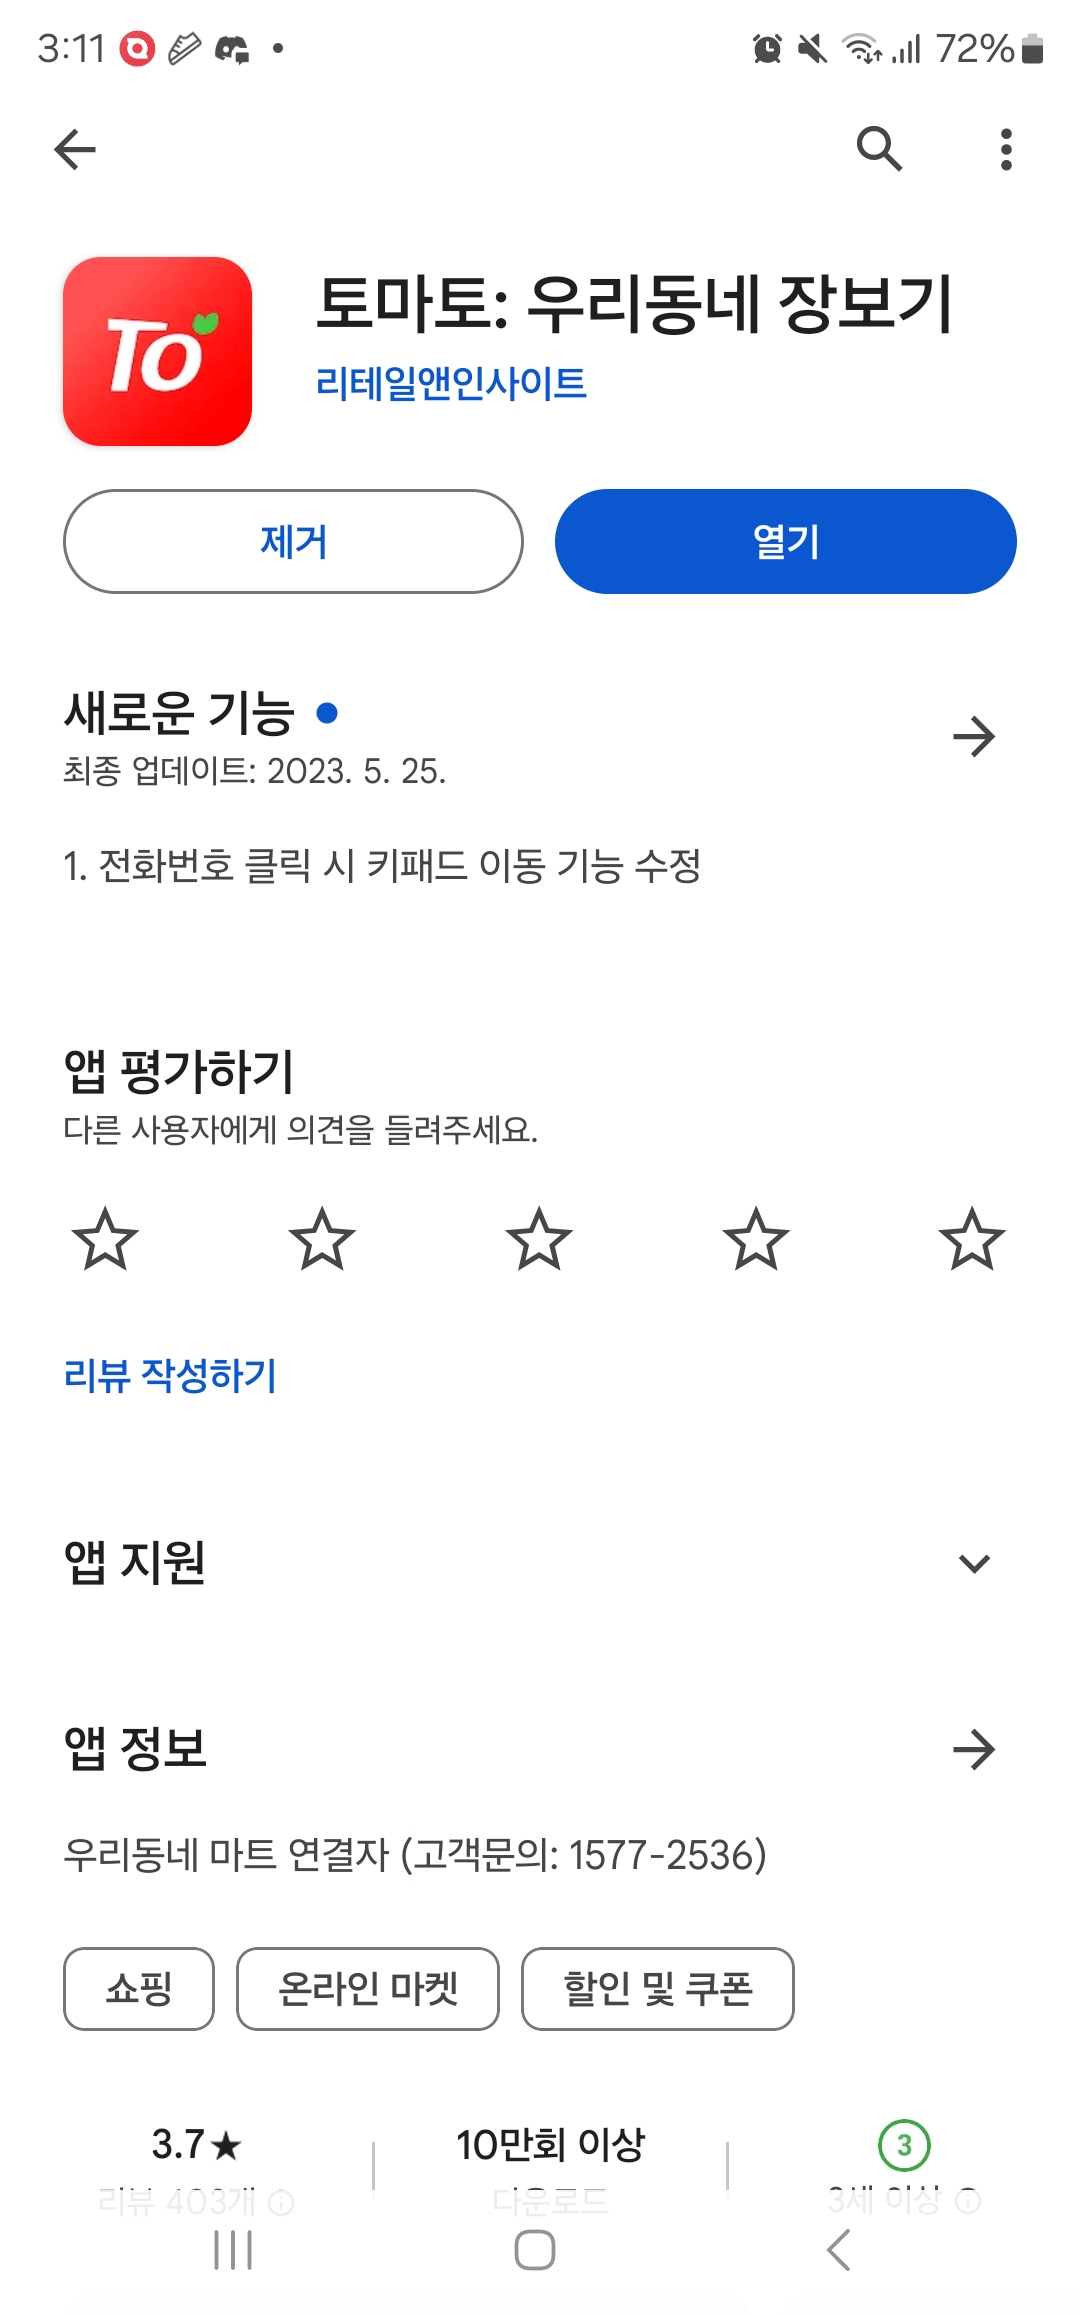 3:11
72%
To
토마토: 우리동네 장보기
리테일앤인사이트
제거
열기
새로운 기능
최종 업데이트: 2023. 5. 25.
1. 전화번호 클릭 시 키패드 이동 기능 수정
앱 평가하기
다른 사용자에게 의견을 들려주세요.
리뷰 작성하기
앱 지원
앱 정보
우리동네 마트 연결자 (고객문의: 1577-2536)
쇼핑
온라인 마켓
할인 및 쿠폰
3.7★
10만회 이상
3
리뷰 403개
다운로드
3세 이상